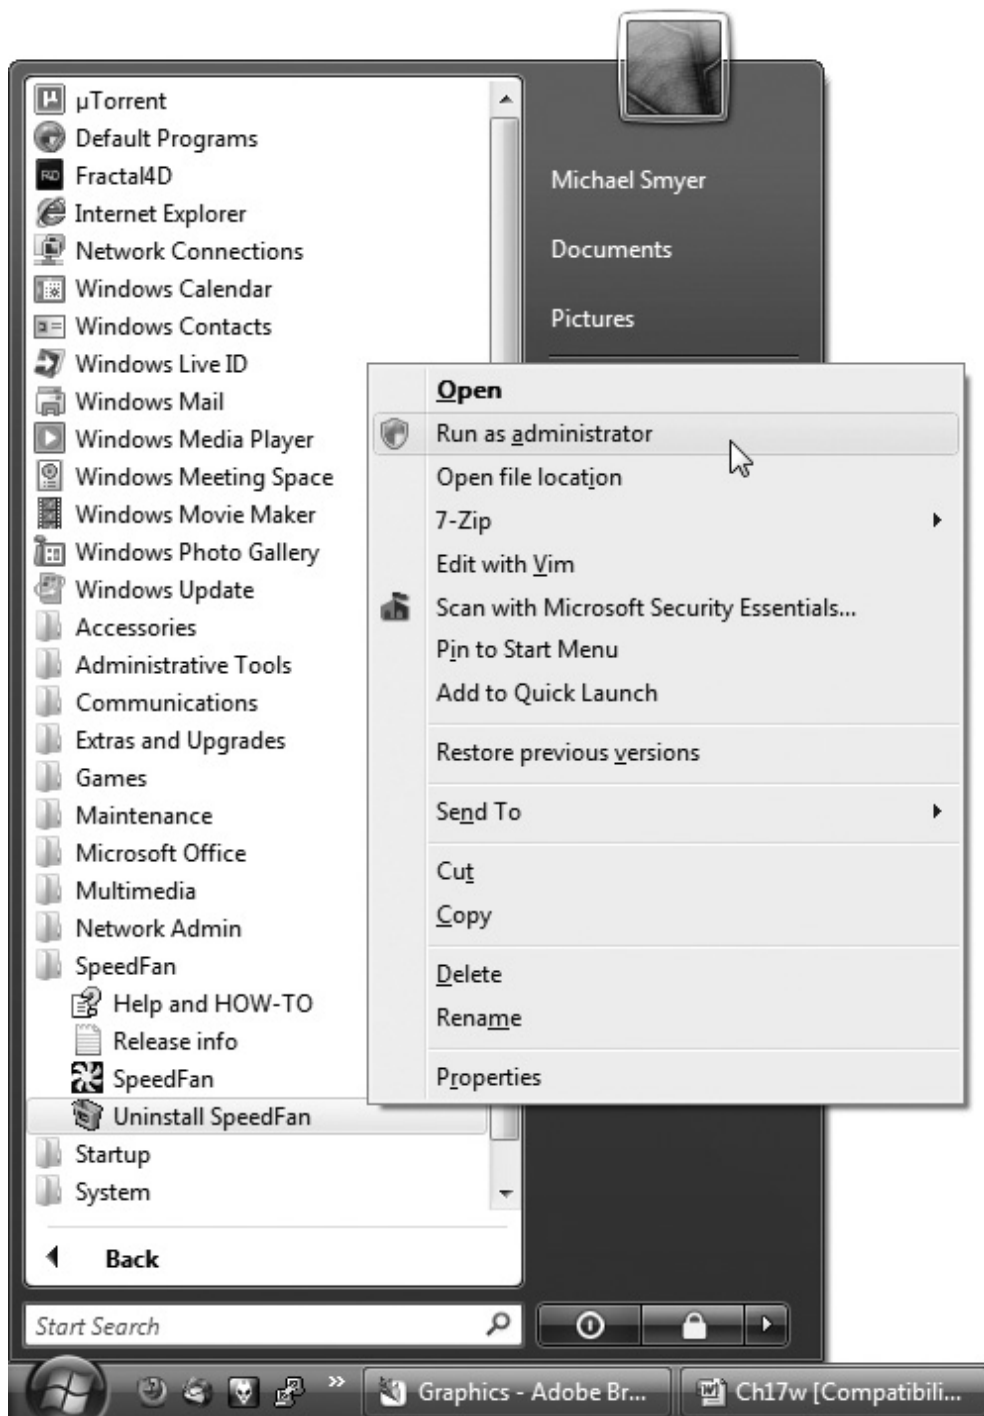 µTorrent
Default Programs
Fractal4D
Internet Explorer
Network Connections
Windows Calendar
Windows Contacts
Windows Live ID
Windows Mail
Windows Media Player
Windows Meeting Space
Windows Movie Maker
Windows Photo Gallery
Windows Update
Accessories
Administrative Tools
Communications
Extras and Upgrades
Games
Maintenance
Microsoft Office
Multimedia
Network Admin
SpeedFan
Help and HOW-TO
Release info
SpeedFan
Uninstall SpeedFan
Startup
System
Back
Start Search
Michael Smyer
Documents
Pictures
Open
Run as administrator
Open file location
7-Zip
Edit with Vim
Scan with Microsoft Security Essentials...
Pin to Start Menu
Add to Quick Launch
Restore previous versions
Send To
Cut
Copy
Delete
Rename
Properties
Graphics - Adobe Br...
Ch17w [Compatibili...